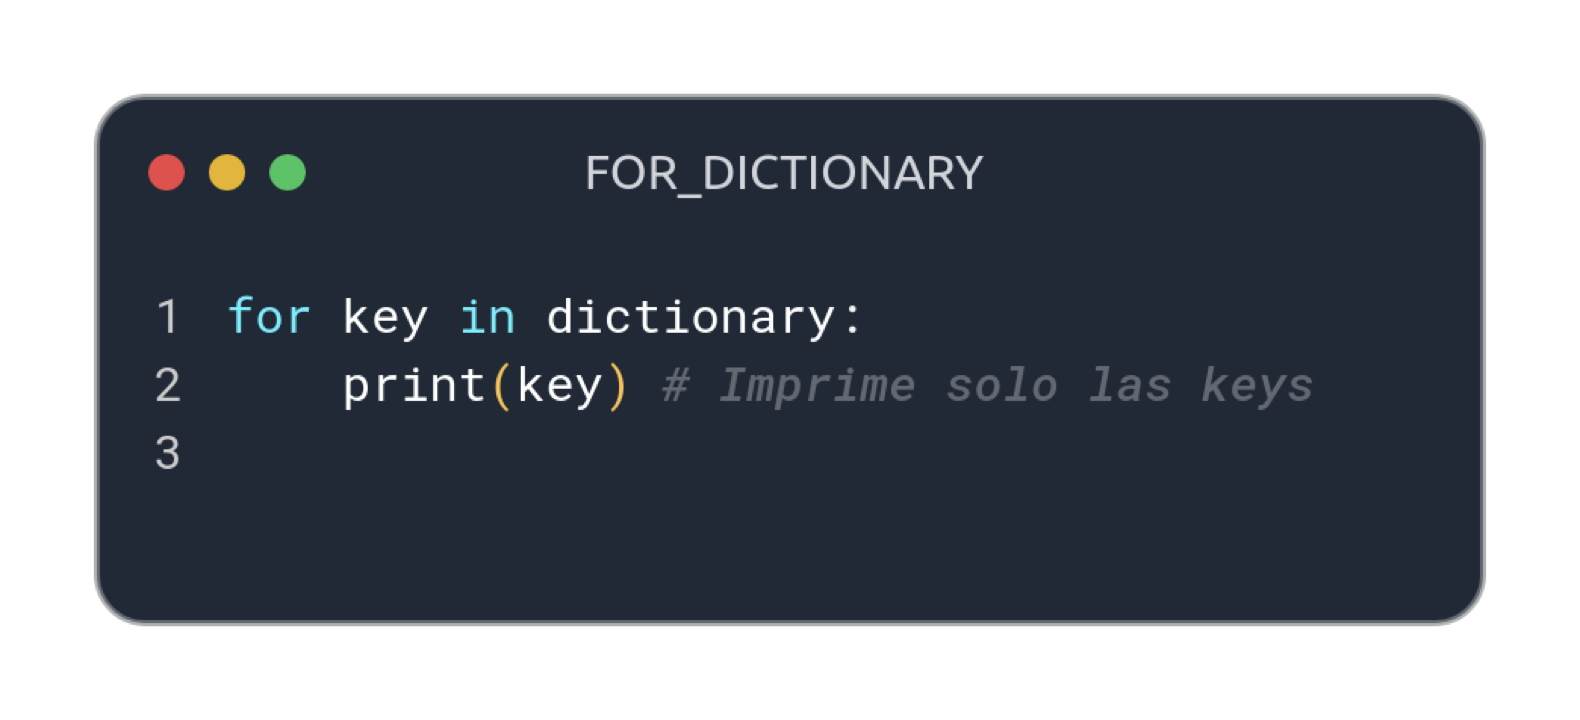 FOR_DICTIONARY
1 for key in dictionary:
2     print(key) # Imprime solo las keys
3